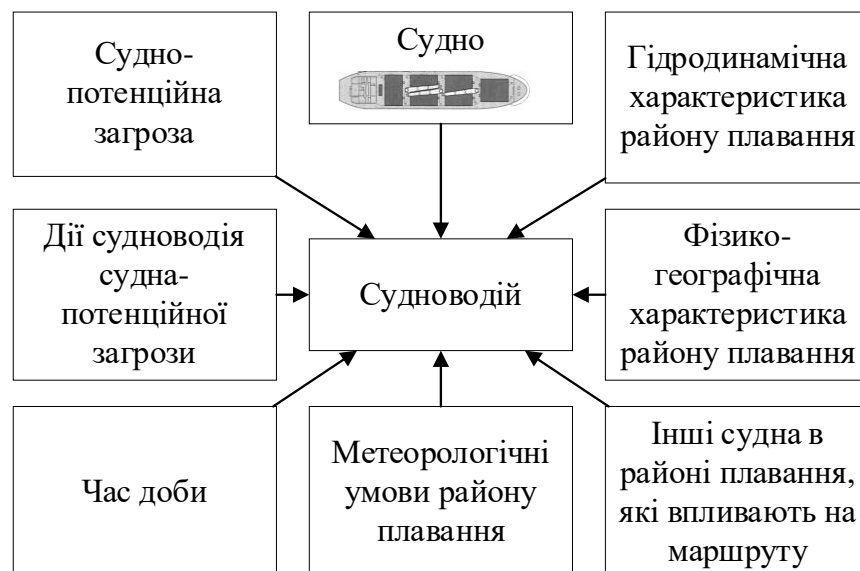 Судно-
потенційна
загроза
Судно
Гідродинамічна
характеристика
району плавання
Дії судноводія
судна-
потенційної
загрози
Судноводій
Фізико-
географічна
характеристика
району плавання
Час доби
Метеорологічні
умови району
плавання
Інші судна в
районі плавання,
які впливають на
маршруту